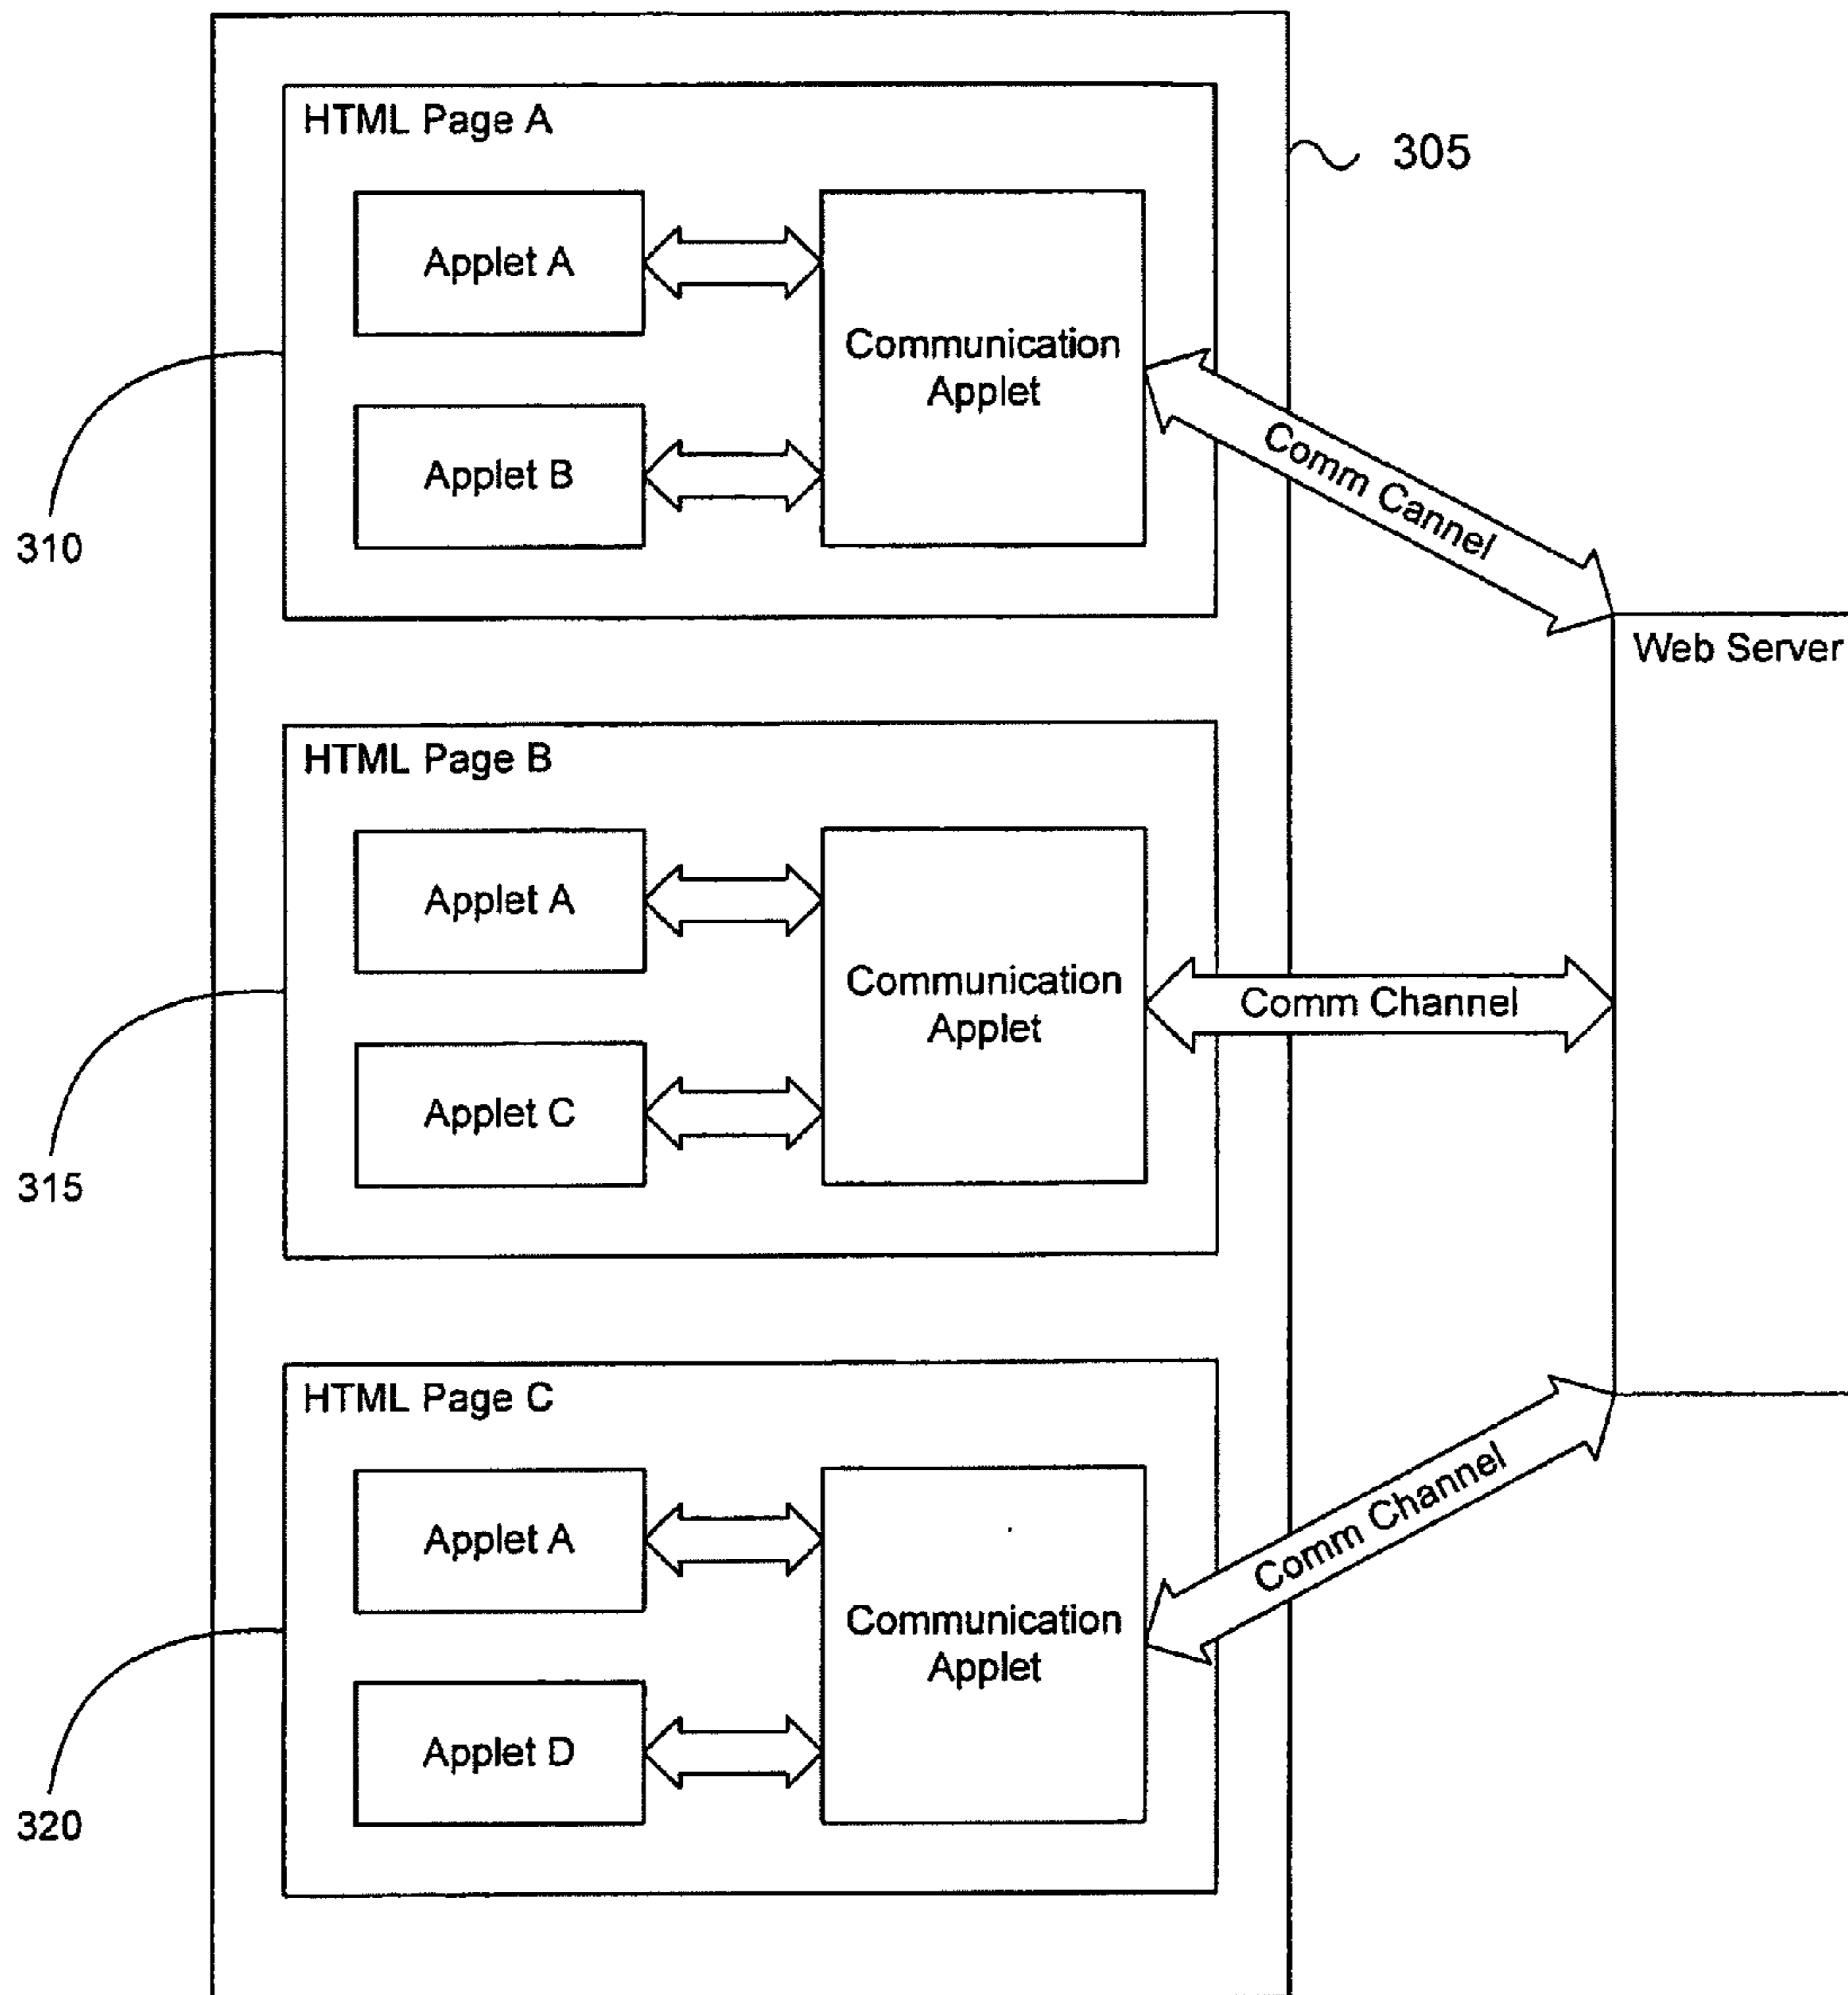 HTML Page A
305
Applet A
Communication
Applet
Applet B
Comm Cannel
310
Web Server
HTML Page B
Applet A
Communication
Applet
Comm Channel
Applet C
315
HTML Page C
Applet A
Communication
Applet
Comm Channel
Applet D
320